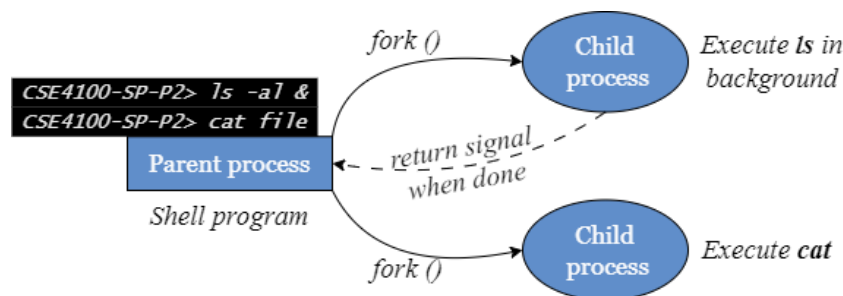 fork ()
Child
process
Execute ls in
background
CSE4100-SP-P2> ls -al &
CSE4100-SP-P2> cat file
Parent process
return signal
when done
Shell program
fork ()
Child
process
Execute cat